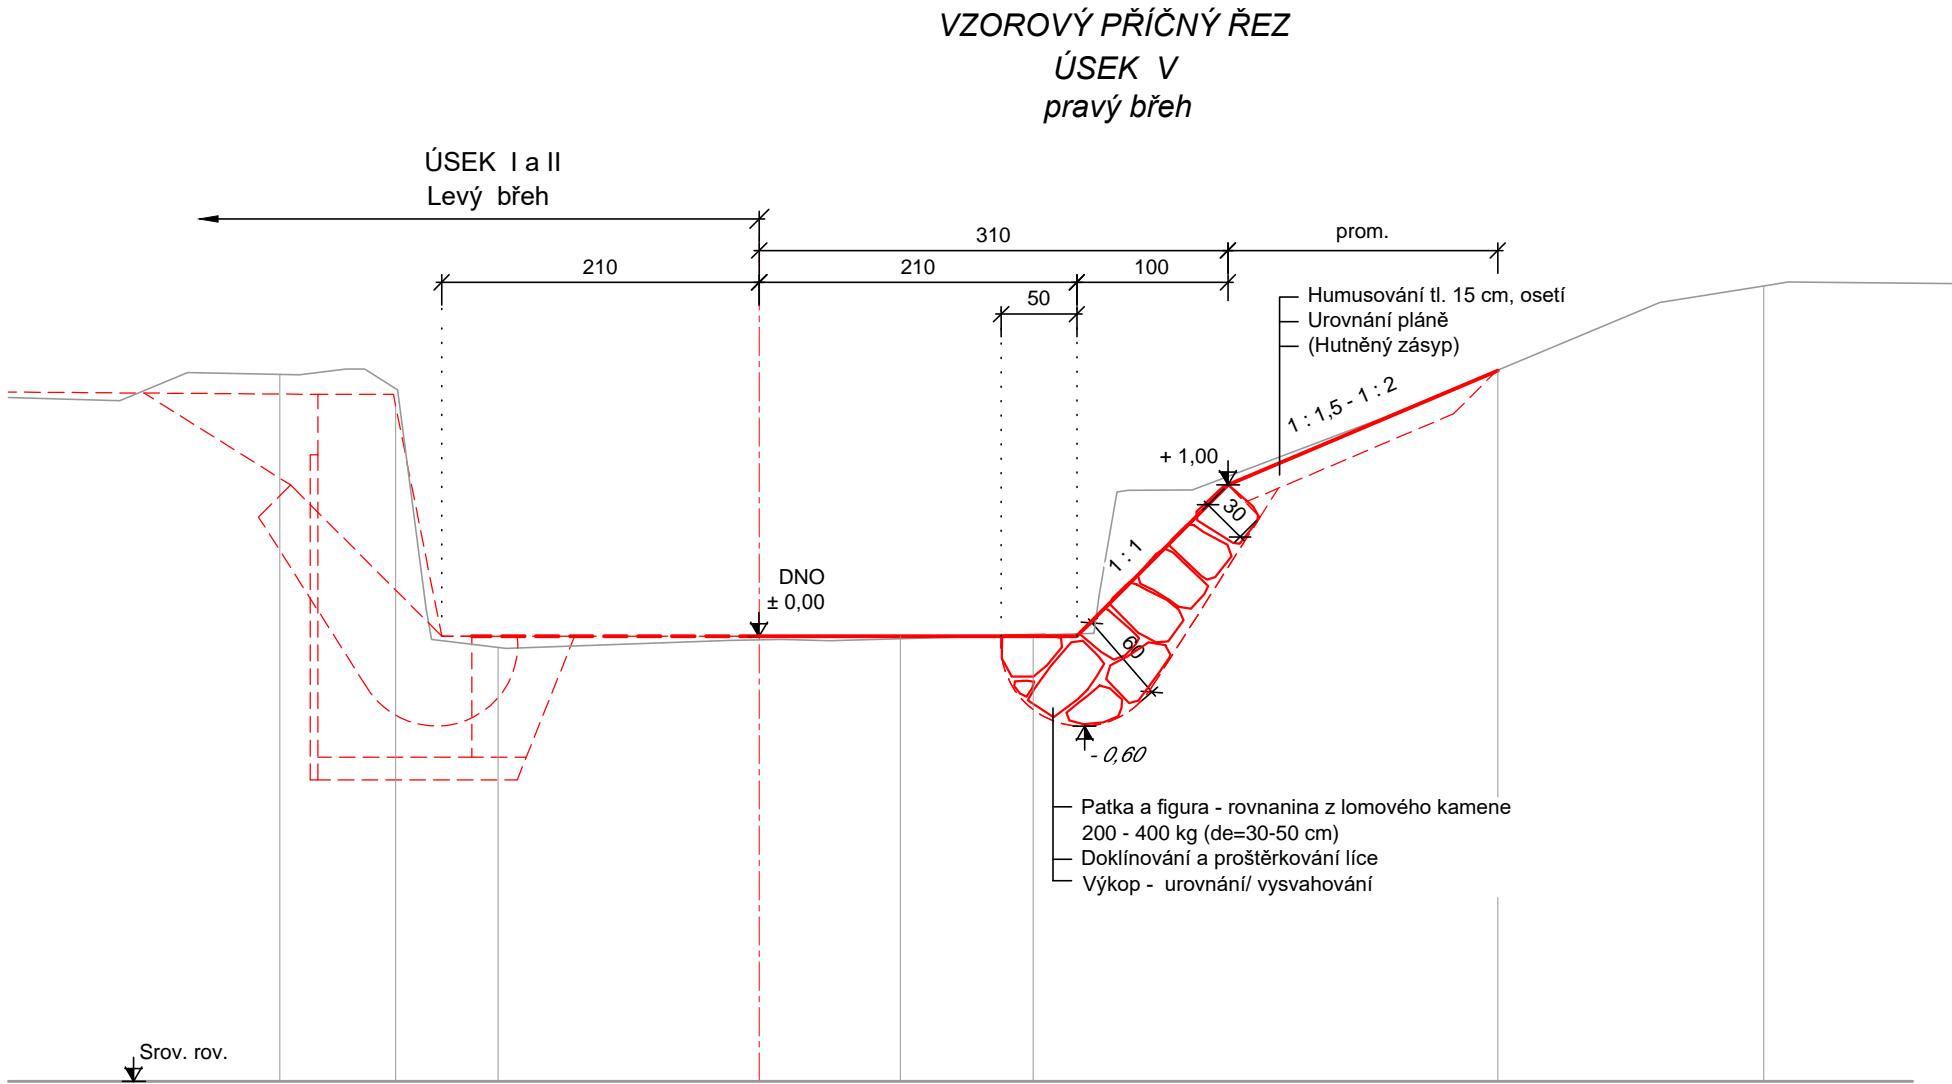 VZOROVÝ PŘÍČNÝ ŘEZ
ÚSEK V
pravý břeh
ÚSEK I a II
Levý břeh
310
prom.
210
210
100
50
Humusování tl. 15 cm, osetí
Urovnání pláně
(Hutněný zásyp)
1 : 1,5 - 1 : 2
+ 1,00
30
1 : 1
DNO
± 0,00
60
- 0,60
Patka a figura - rovnanina z lomového kamene
200 - 400 kg (de=30-50 cm)
Doklínování a proštěrkování líce
Výkop - urovnání/ vysvahování
Srov. rov.